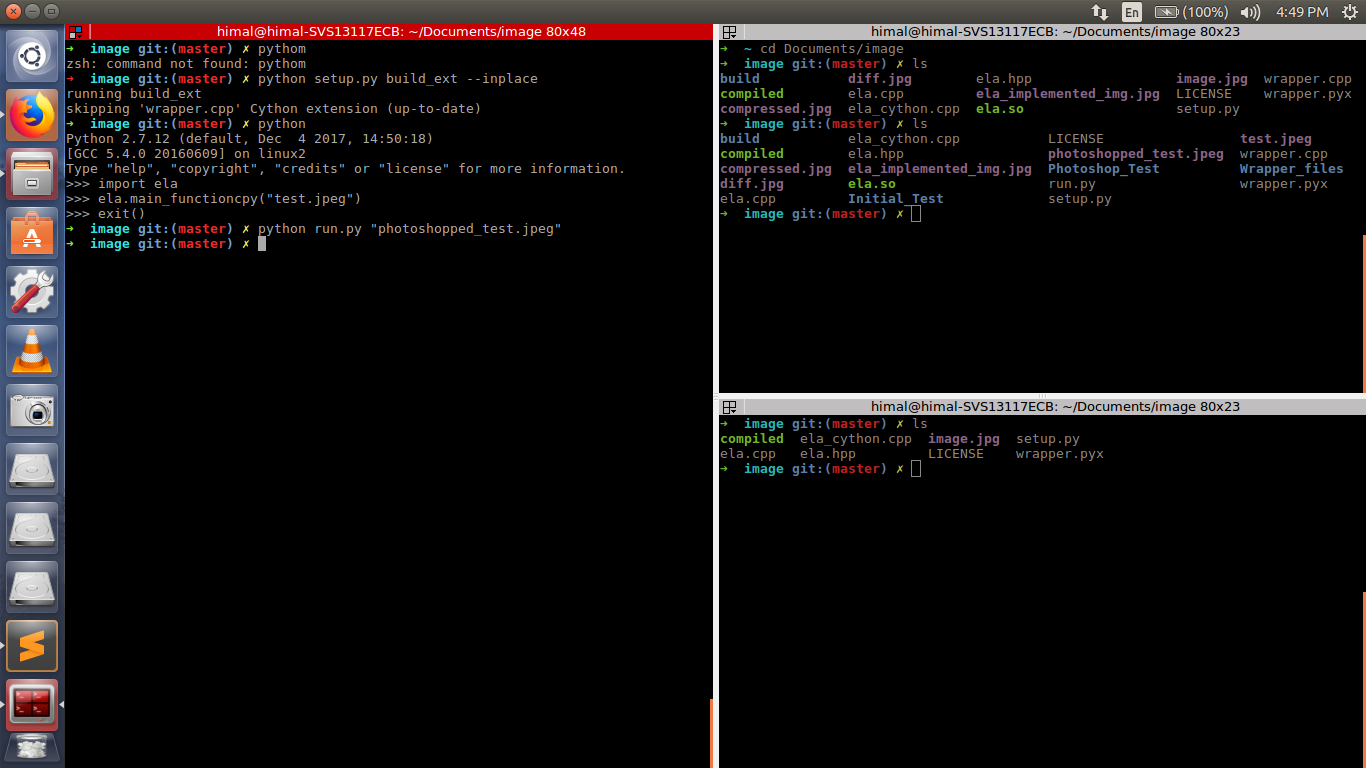 En (100%) 4:49 PM
himal@himal-SVS13117ECB: ~/Documents/image 80x48
➜  image git:(master) ✗ pythom
zsh: command not found: pythom
➜  image git:(master) ✗ python setup.py build_ext --inplace
running build_ext
skipping 'wrapper.cpp' Cython extension (up-to-date)
➜  image git:(master) ✗ python
Python 2.7.12 (default, Dec  4 2017, 14:50:18)
[GCC 5.4.0 20160609] on linux2
Type "help", "copyright", "credits" or "license" for more information.
>>> import ela
>>> ela.main_functioncpy("test.jpeg")
>>> exit()
➜  image git:(master) ✗ python run.py "photoshopped_test.jpeg"
➜  image git:(master) ✗
himal@himal-SVS13117ECB: ~/Documents/image 80x23
➜  ~ cd Documents/image
➜  image git:(master) ✗ ls
build           diff.jpg        ela.hpp                  image.jpg  wrapper.cpp
compiled        ela.cpp         ela_implemented_img.jpg  LICENSE    wrapper.pyx
compressed.jpg  ela_cython.cpp  ela.so                   setup.py
➜  image git:(master) ✗ ls
build           ela_cython.cpp           LICENSE                 test.jpeg
compiled        ela.hpp                  photoshopped_test.jpeg  wrapper.cpp
compressed.jpg  ela_implemented_img.jpg  Photoshop_Test          Wrapper_files
diff.jpg        ela.so                   run.py                  wrapper.pyx
ela.cpp         Initial_Test             setup.py
➜  image git:(master) ✗
himal@himal-SVS13117ECB: ~/Documents/image 80x23
➜  image git:(master) ✗ ls
compiled  ela_cython.cpp  image.jpg  setup.py
ela.cpp   ela.hpp         LICENSE    wrapper.pyx
➜  image git:(master) ✗